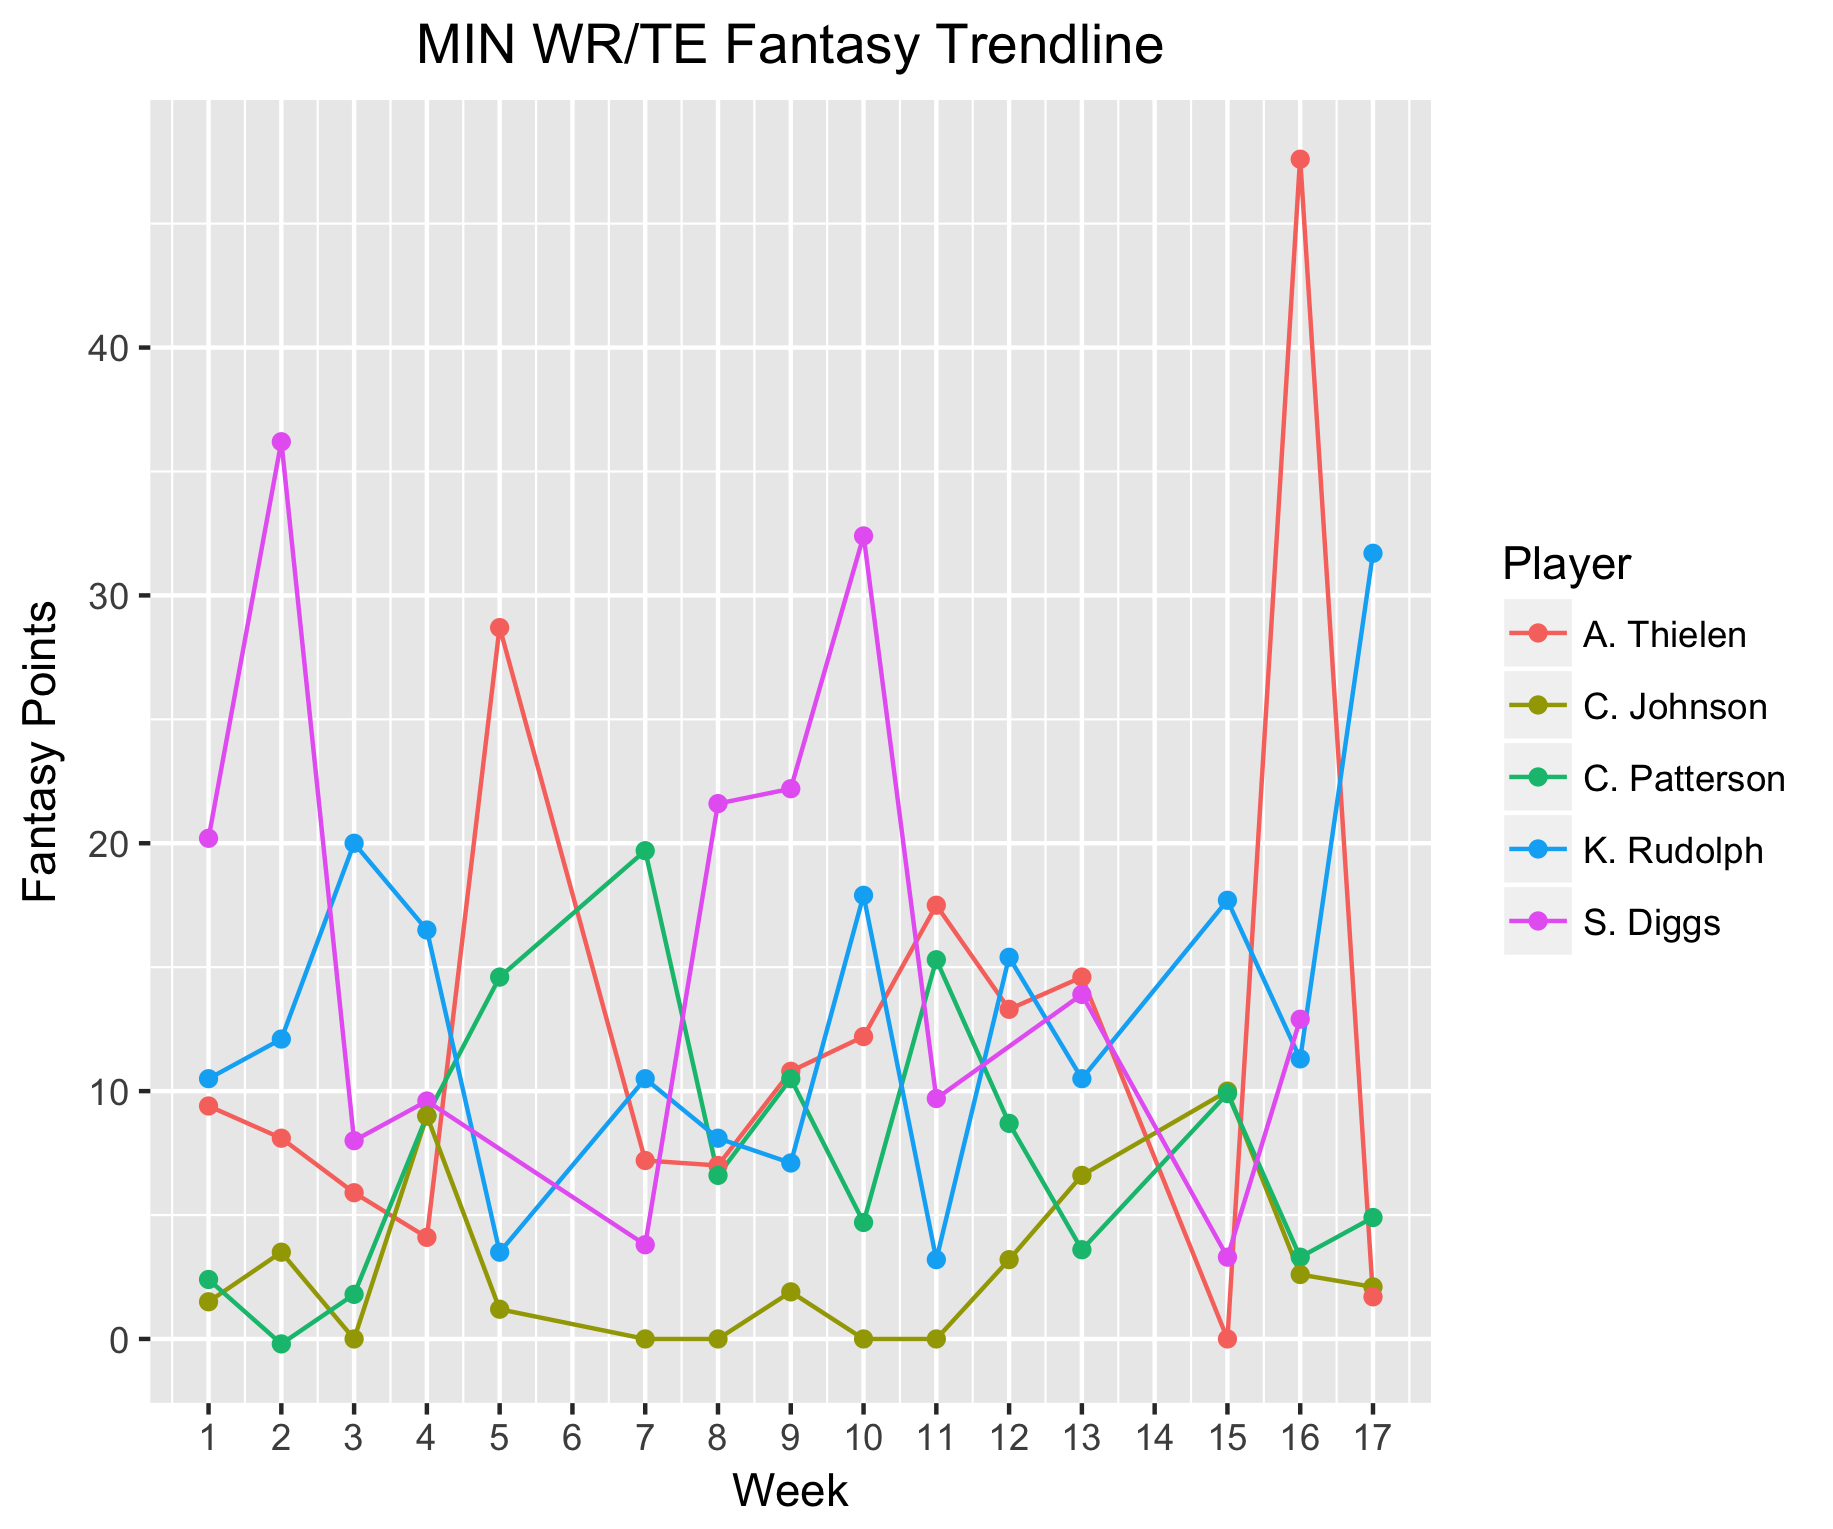 MIN WR/TE Fantasy Trendline
Fantasy Points
40
30
20
10
0
1 2 3 4 5 6 7 8 9 10 11 12 13 14 15 16 17
Week
Player
A. Thielen
C. Johnson
C. Patterson
K. Rudolph
S. Diggs